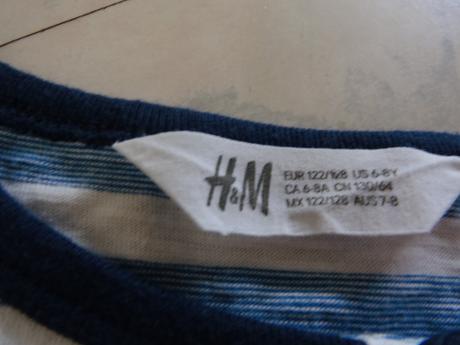 H&M
EUR 122/128 US 6-8Y
CA 6-8A CN 130/64
MX 122/128 AUS 7-8